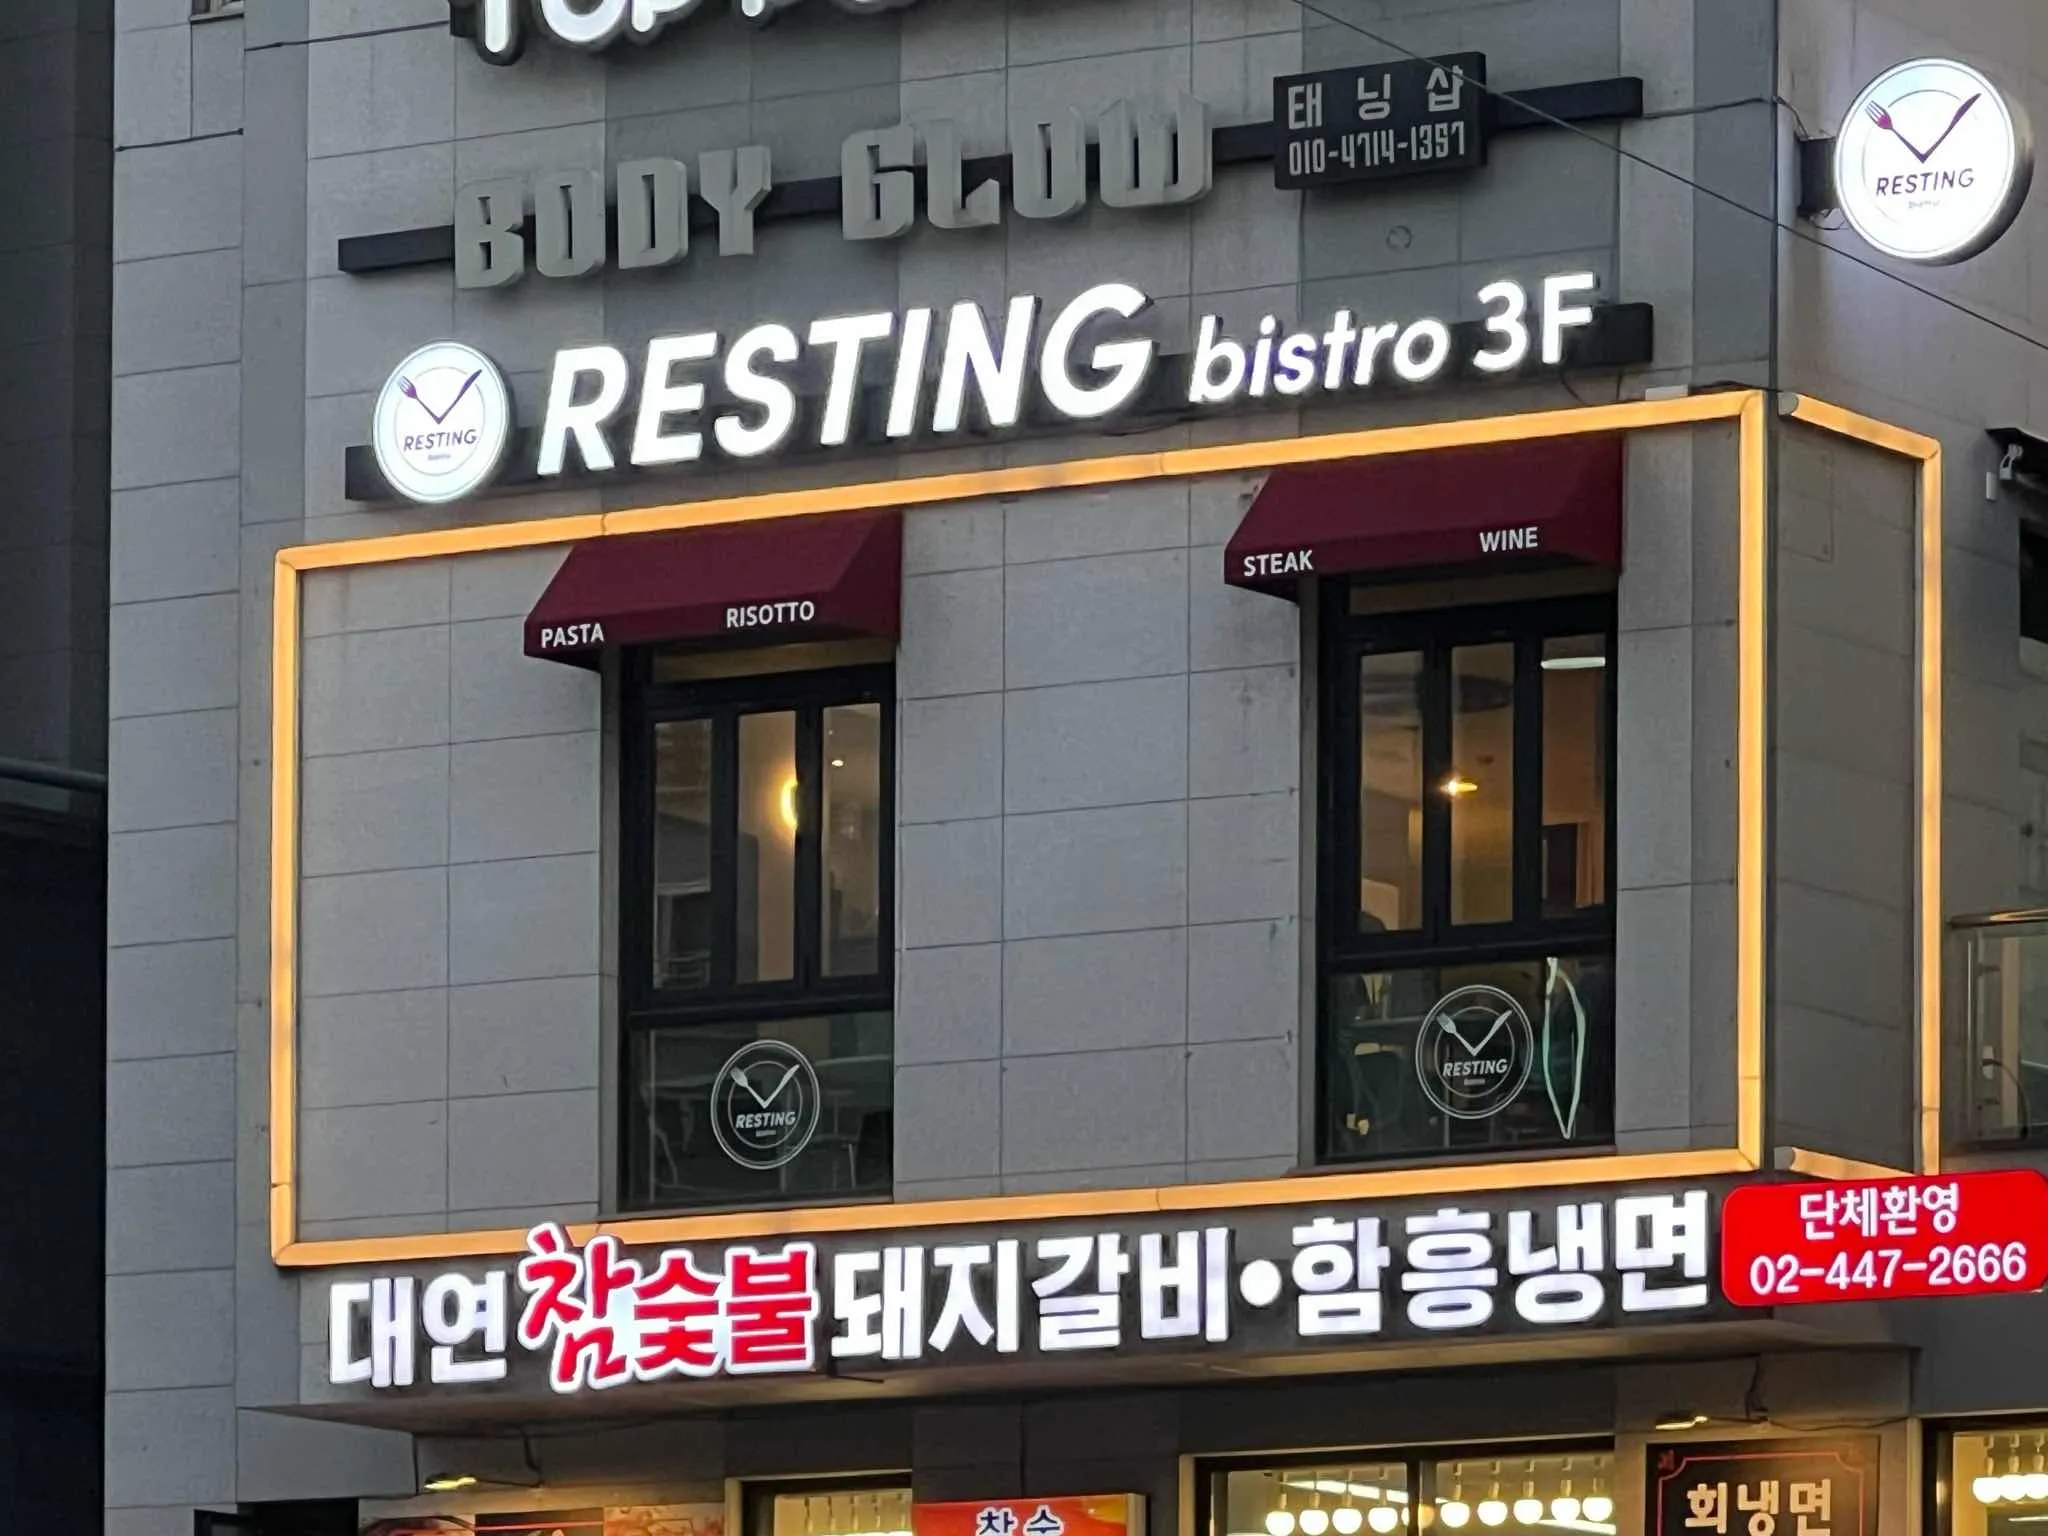 BODY GLOW
태닝샵
010-4714-1357
RESTING
RESTING bistro 3F
RESTING
PASTA RISOTTO
STEAK WINE
RESTING
RESTING
대연 참숯불 돼지갈비·함흥냉면
단체환영
02-447-2666
참숯
회냉면